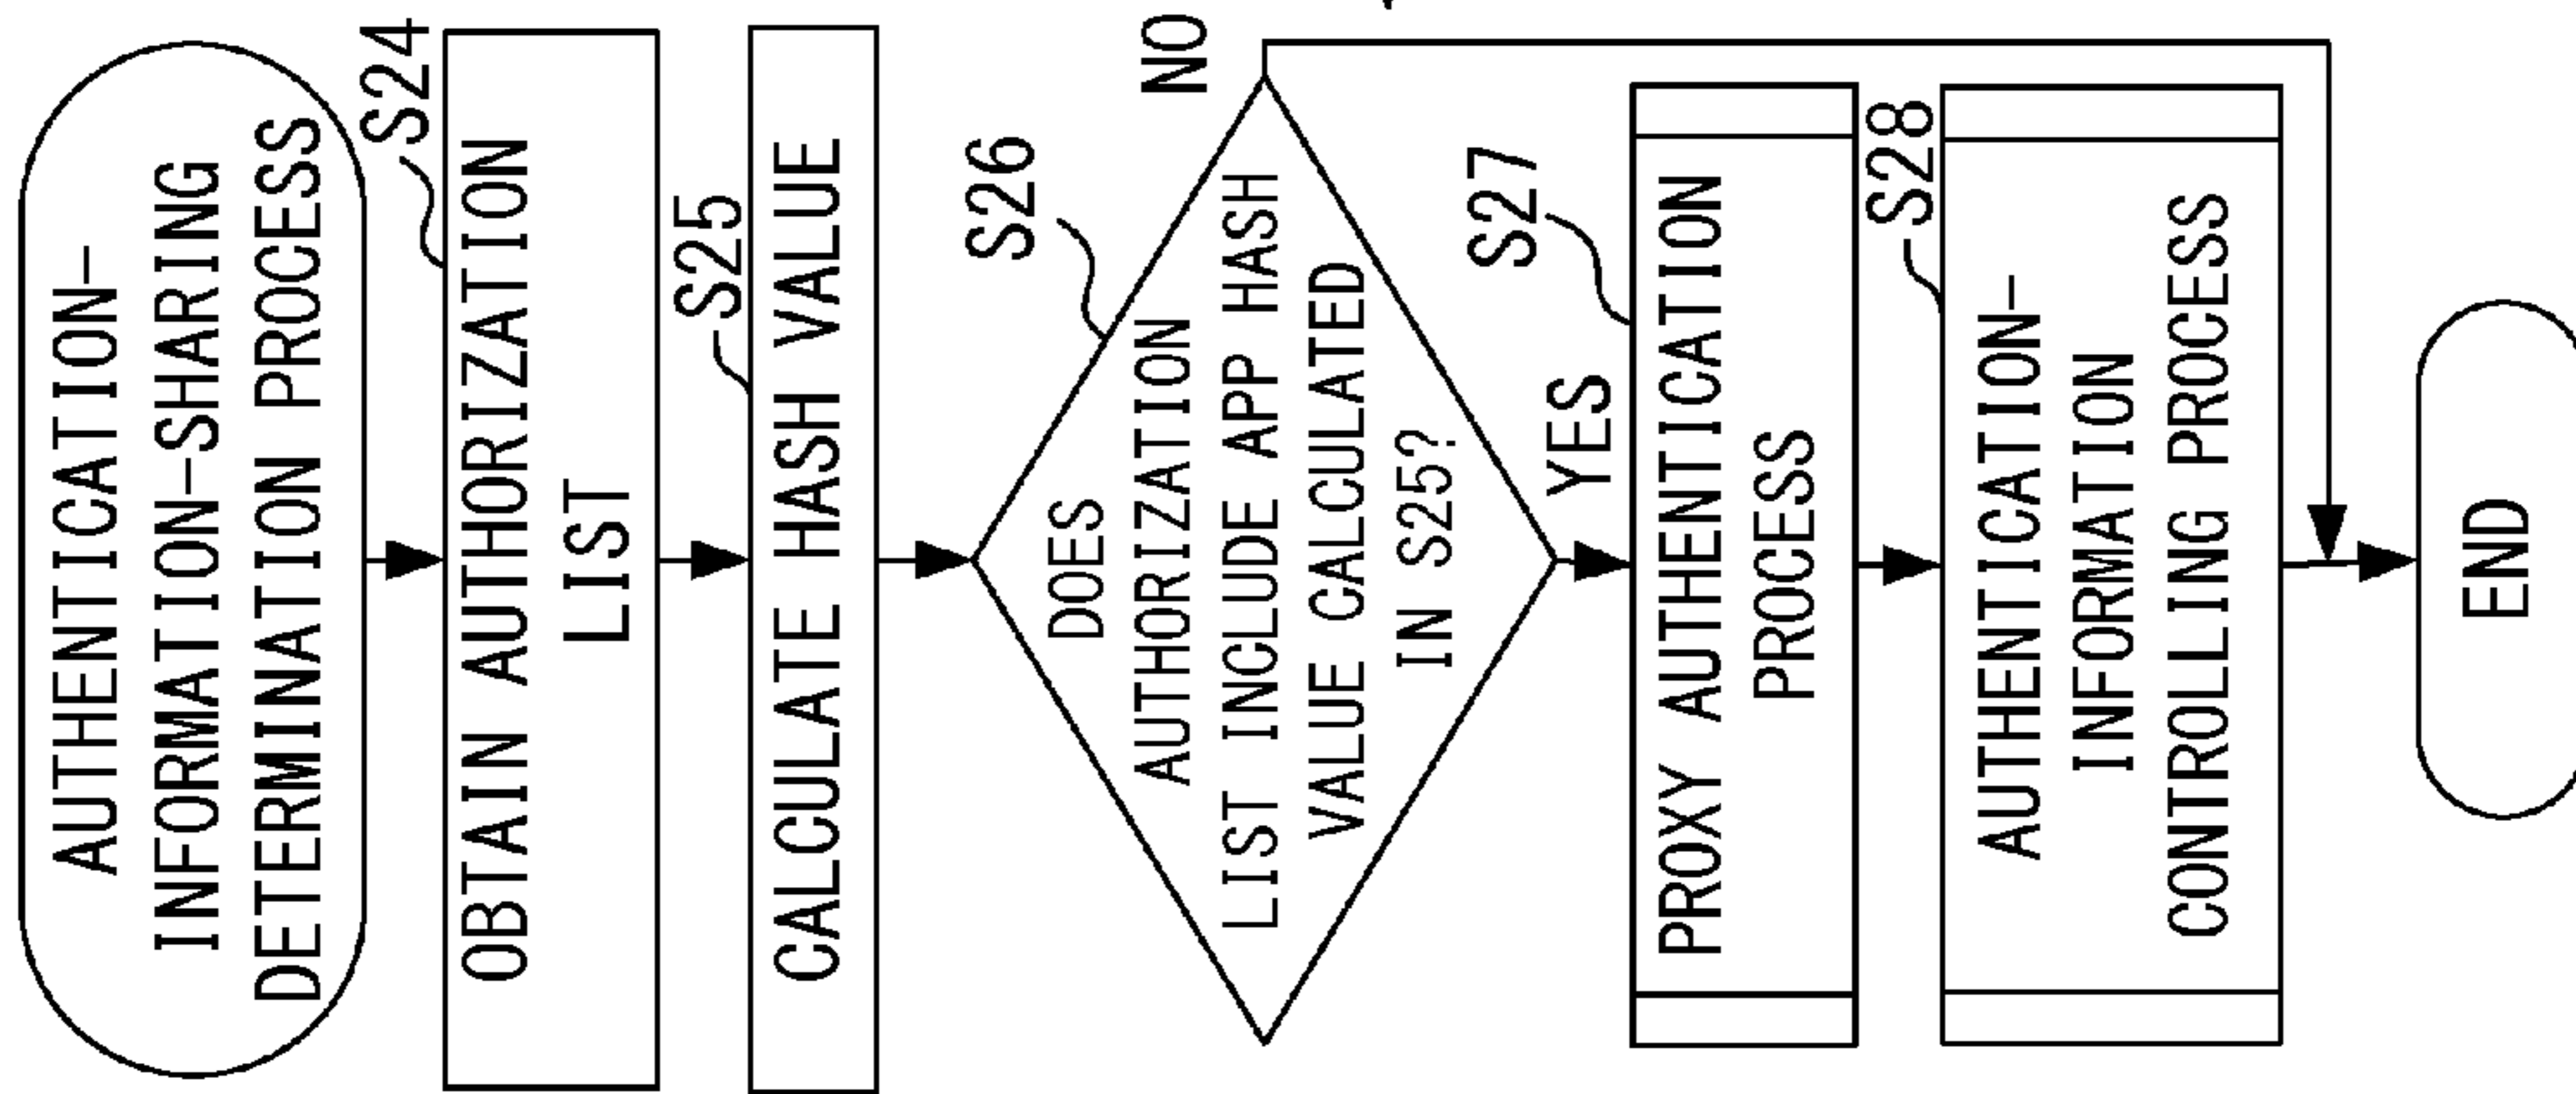 AUTHENTICATION-
INFORMATION-SHARING
DETERMINATION PROCESS
S24
OBTAIN AUTHORIZATION
LIST
S25
CALCULATE HASH VALUE
S26
NO
DOES
AUTHORIZATION
LIST INCLUDE APP HASH
VALUE CALCULATED
IN S25?
YES
S27
PROXY AUTHENTICATION
PROCESS
S28
AUTHENTICATION-
INFORMATION
CONTROLLING PROCESS
END